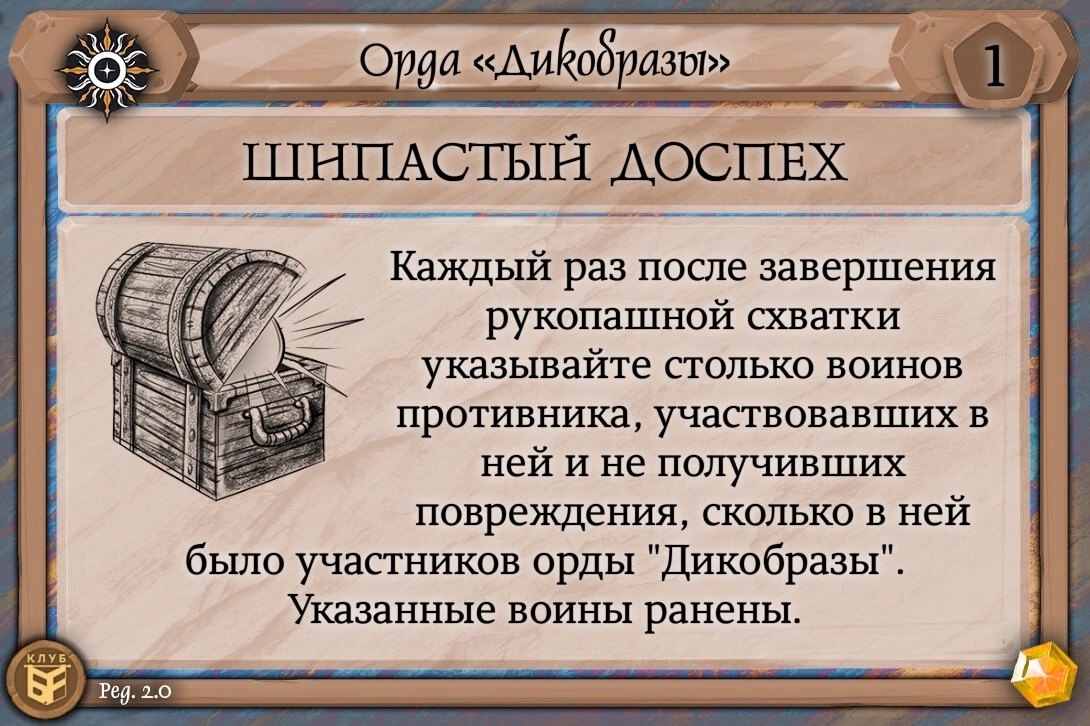 Орда «Дикобразы»
1
ШИПАСТЫЙ ДОСПЕХ
Каждый раз после завершения
рукопашной схватки
указывайте столько воинов
противника, участвовавших в
ней и не получивших
повреждения, сколько в ней
было участников орды "Дикобразы".
Указанные воины ранены.
КЛУБ
Ред. 2.0